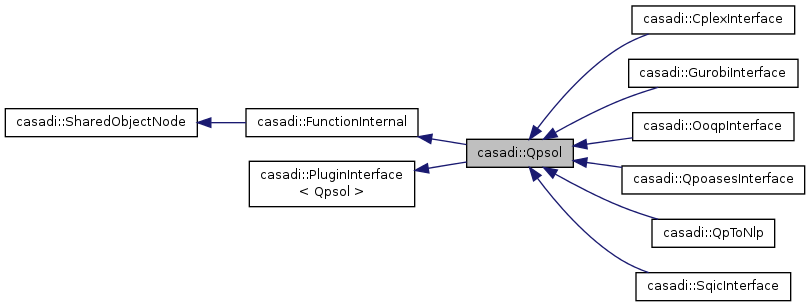 casadi::SharedObjectNode
casadi::FunctionInternal
casadi::PluginInterface
< Qpsol >
casadi::Qpsol
casadi::CplexInterface
casadi::GurobiInterface
casadi::OoqpInterface
casadi::QpoasesInterface
casadi::QpToNlp
casadi::SqicInterface